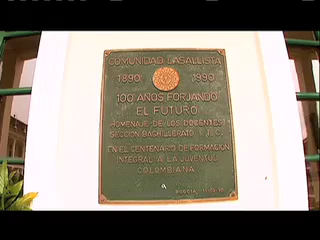 COMUNIDAD LASALLISTA
1890 1990
100 AÑOS FORJANDO
EL FUTURO
HOMENAJE DE LOS DOCENTES
SECCION BACHILLERATO
EN EL CENTENARIO DE FORMACION
INTEGRAL A LA JUVENTUD
COLOMBIANA
BOGOTA